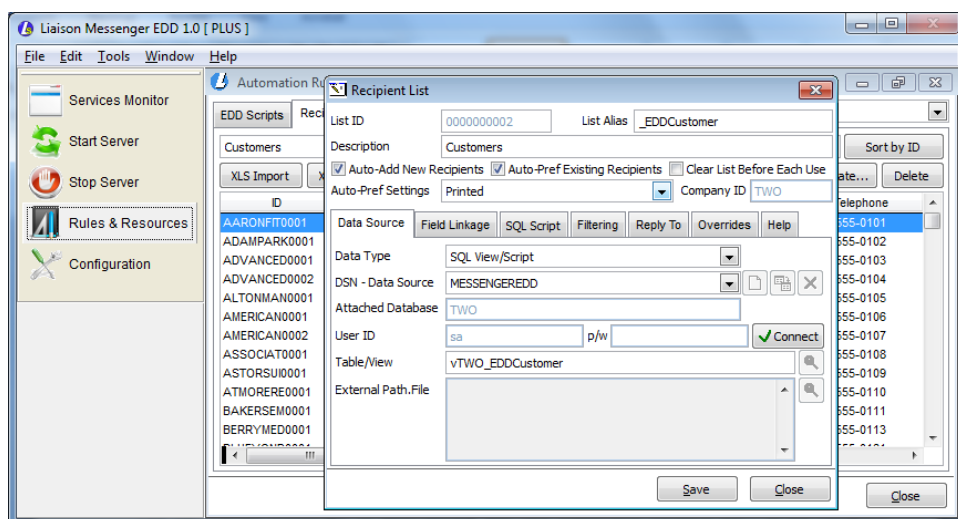 Liaison Messenger EDD 1.0 [ PLUS ]
File Edit Tools Window Help
Services Monitor
Start Server
Stop Server
Rules & Resources
Configuration
Automation Ru
EDD Scripts Reci
Customers Sort by ID
XLS Import X ate... Delete
ID Telephone
AARONFIT0001 555-0101
ADAMPARK0001 555-0102
ADVANCED0001 555-0103
ADVANCED0002 555-0104
ALTONMAN0001 555-0105
AMERICAN0001 555-0106
AMERICAN0002 555-0107
ASSOCIAT0001 555-0108
ASTORSUI0001 555-0109
ATMORERE0001 555-0110
BAKERSEM0001 555-0111
BERRYMED0001 555-0113
Close
Recipient List
List ID 0000000002 List Alias _EDDCustomer
Description Customers
Auto-Add New Recipients Auto-Pref Existing Recipients Clear List Before Each Use
Auto-Pref Settings Printed Company ID TWO
Data Source Field Linkage SQL Script Filtering Reply To Overrides Help
Data Type SQL View/Script
DSN - Data Source MESSENGEREDD
Attached Database TWO
User ID sa p/w Connect
Table/View vTWO_EDDCustomer
External Path.File
Save Close